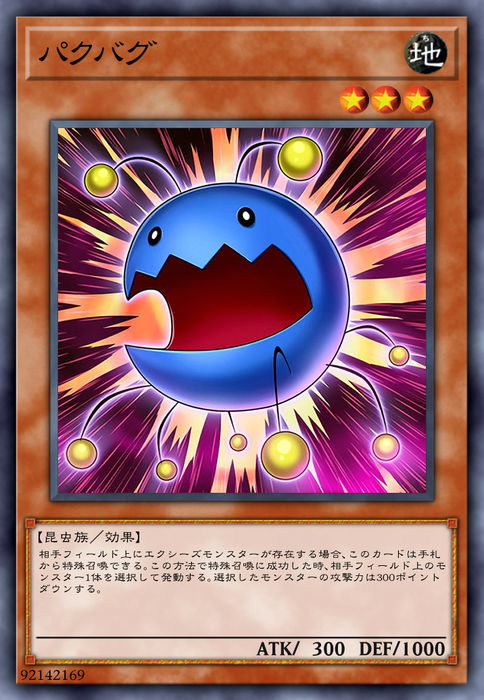 パクバグ
ち
地
【昆虫族／効果】
相手フィールド上にエクシーズモンスターが存在する場合、このカードは手札
から特殊召喚できる。この方法で特殊召喚に成功した時、相手フィールド上のモ
ンスター1体を選択して発動する。選択したモンスターの攻撃力は300ポイント
ダウンする。
ATK/ 300 DEF/1000
92142169